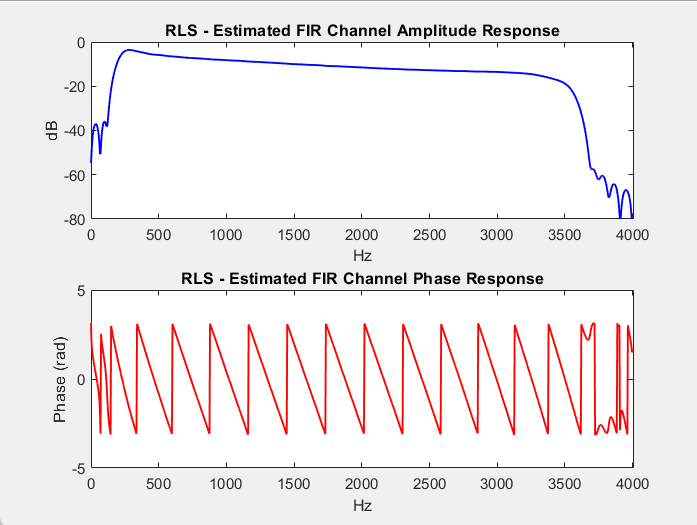 RLS - Estimated FIR Channel Amplitude Response
0
-20
-40
-60
-80
dB
0 500 1000 1500 2000 2500 3000 3500 4000
Hz
RLS - Estimated FIR Channel Phase Response
5
0
-5
Phase (rad)
0 500 1000 1500 2000 2500 3000 3500 4000
Hz